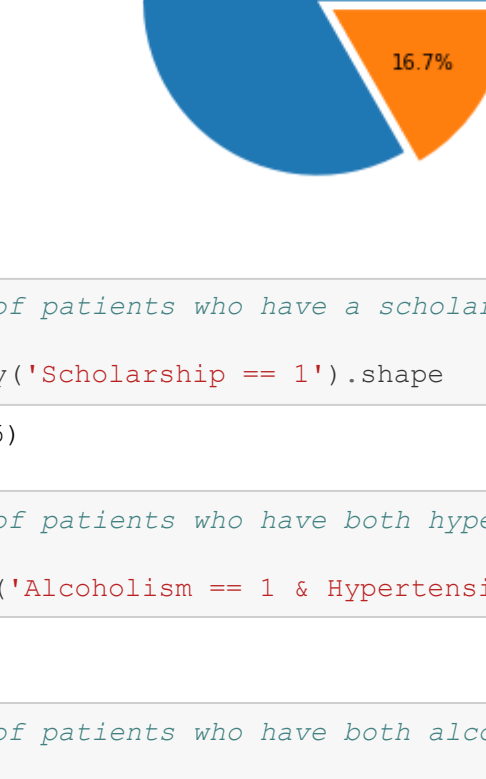 16.7%
of patients who have a scholar
y('Scholarship == 1').shape
5)
of patients who have both hype
('Alcoholism == 1 & Hypertensi
of patients who have both alco